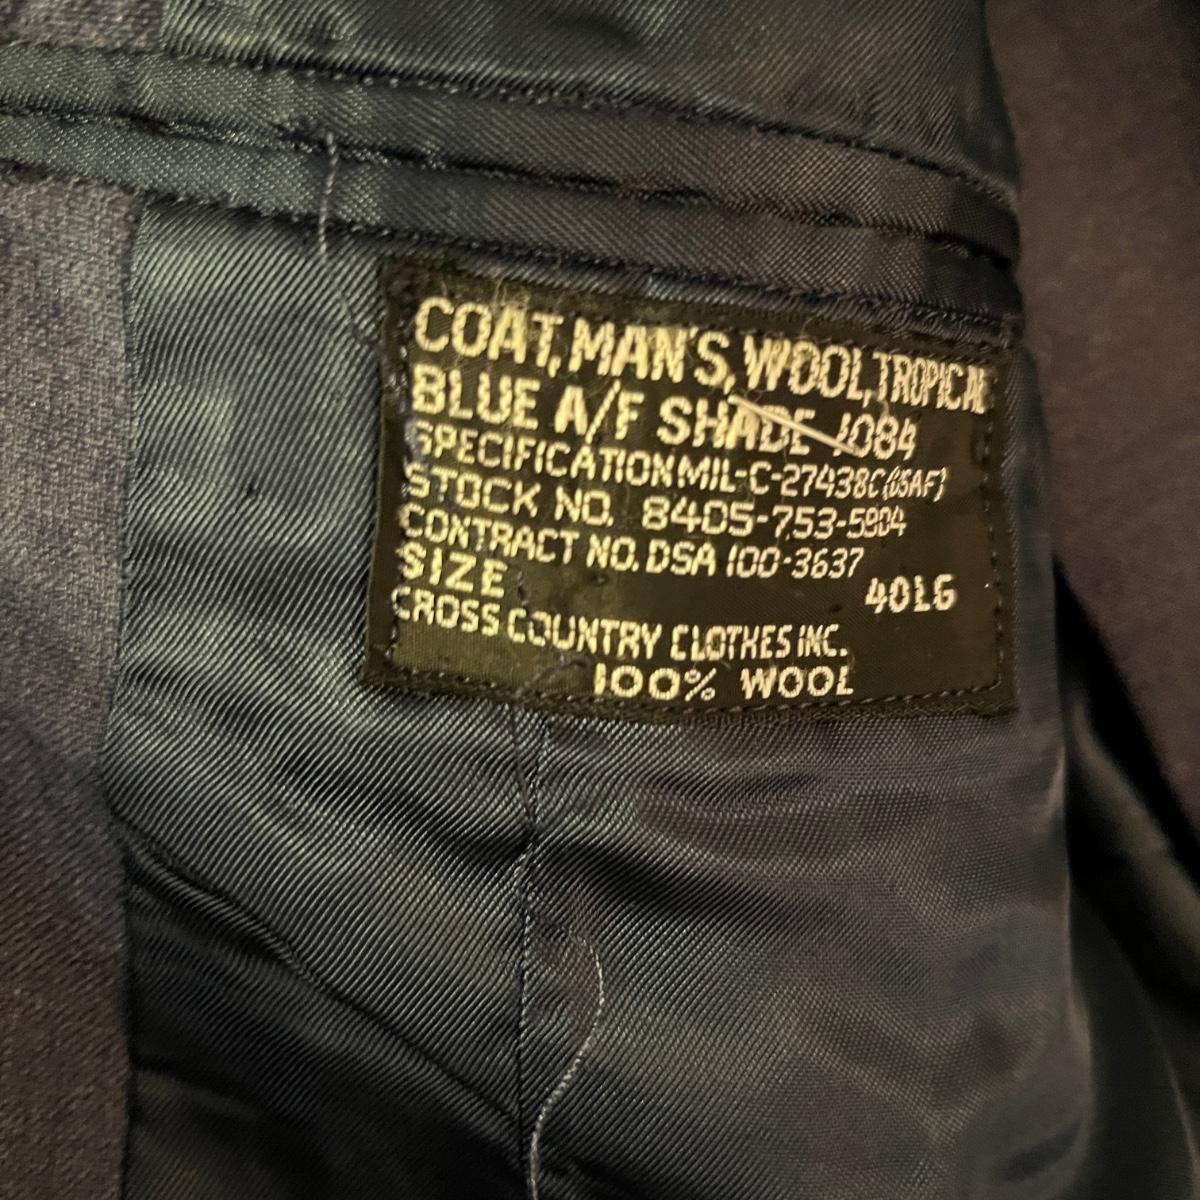 COAT, MAN'S, WOOL, TROPICAL
BLUE A/F SHADE 1084
SPECIFICATION MIL-C-27438C (USAF)
STOCK NO. 8405-753-5904
CONTRACT NO. DSA 100-3637
SIZE 40LG
CROSS COUNTRY CLOTHES INC.
100% WOOL